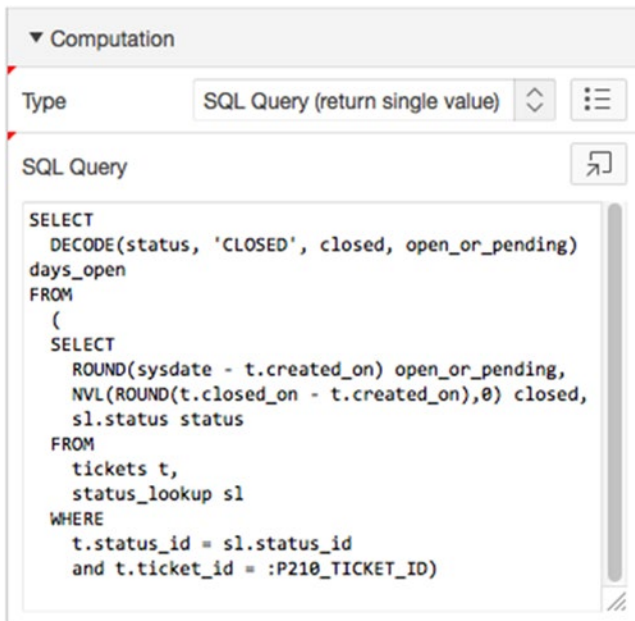 Computation
Type SQL Query (return single value)
SQL Query
SELECT
  DECODE(status, 'CLOSED', closed, open_or_pending)
days_open
FROM
  (
  SELECT
    ROUND(sysdate - t.created_on) open_or_pending,
    NVL(ROUND(t.closed_on - t.created_on),0) closed,
    sl.status status
  FROM
    tickets t,
    status_lookup sl
  WHERE
    t.status_id = sl.status_id
    and t.ticket_id = :P210_TICKET_ID)